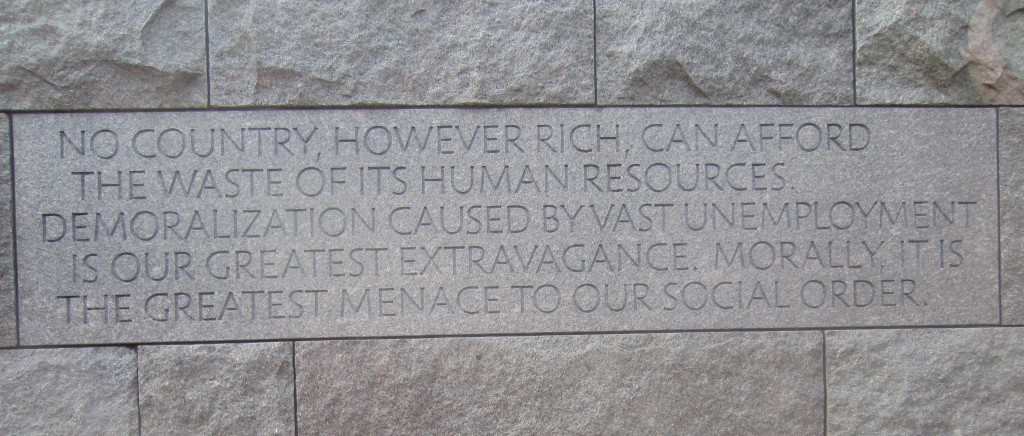 NO COUNTRY, HOWEVER RICH, CAN AFFORD
THE WASTE OF ITS HUMAN RESOURCES.
DEMORALIZATION CAUSED BY VAST UNEMPLOYMENT
IS OUR GREATEST EXTRAVAGANCE. MORALLY, IT IS
THE GREATEST MENACE TO OUR SOCIAL ORDER.